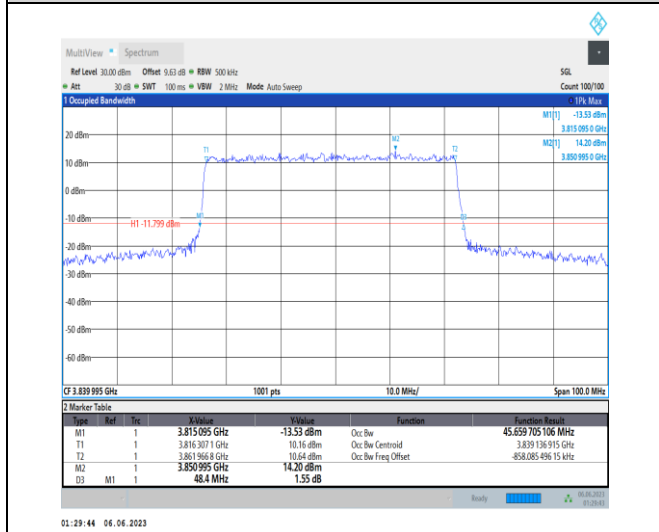 MultiView Spectrum
Ref Level 30.00 dBm Offset 9.63 dB RBW 500 kHz SGL
Att 30 dB SWT 100 ms VBW 2 MHz Mode Auto Sweep Count 100/100
1 Occupied Bandwidth 1Pk Max
M1[1] -13.53 dBm
3.815 095 0 GHz
M2[1] 14.20 dBm
3.850 995 0 GHz
20 dBm
M2
T1 T2
10 dBm
0 dBm
-10 dBm
M1 D3
H1 -11.799 dBm
-20 dBm
-30 dBm
-40 dBm
-50 dBm
-60 dBm
CF 3.839 995 GHz 1001 pts 10.0 MHz/ Span 100.0 MHz
2 Marker Table
Type Ref Trc X-Value Y-Value Function Function Result
M1 1 3.815 095 GHz -13.53 dBm Occ Bw 45.659 705 106 MHz
T1 1 3.816 307 1 GHz 10.16 dBm Occ Bw Centroid 3.839 136 915 GHz
T2 1 3.861 966 8 GHz 10.64 dBm Occ Bw Freq Offset -858.085 496 15 kHz
M2 1 3.850 995 GHz 14.20 dBm
D3 M1 1 48.4 MHz 1.55 dB
Ready 06.06.2023
01:29:43
01:29:44 06.06.2023